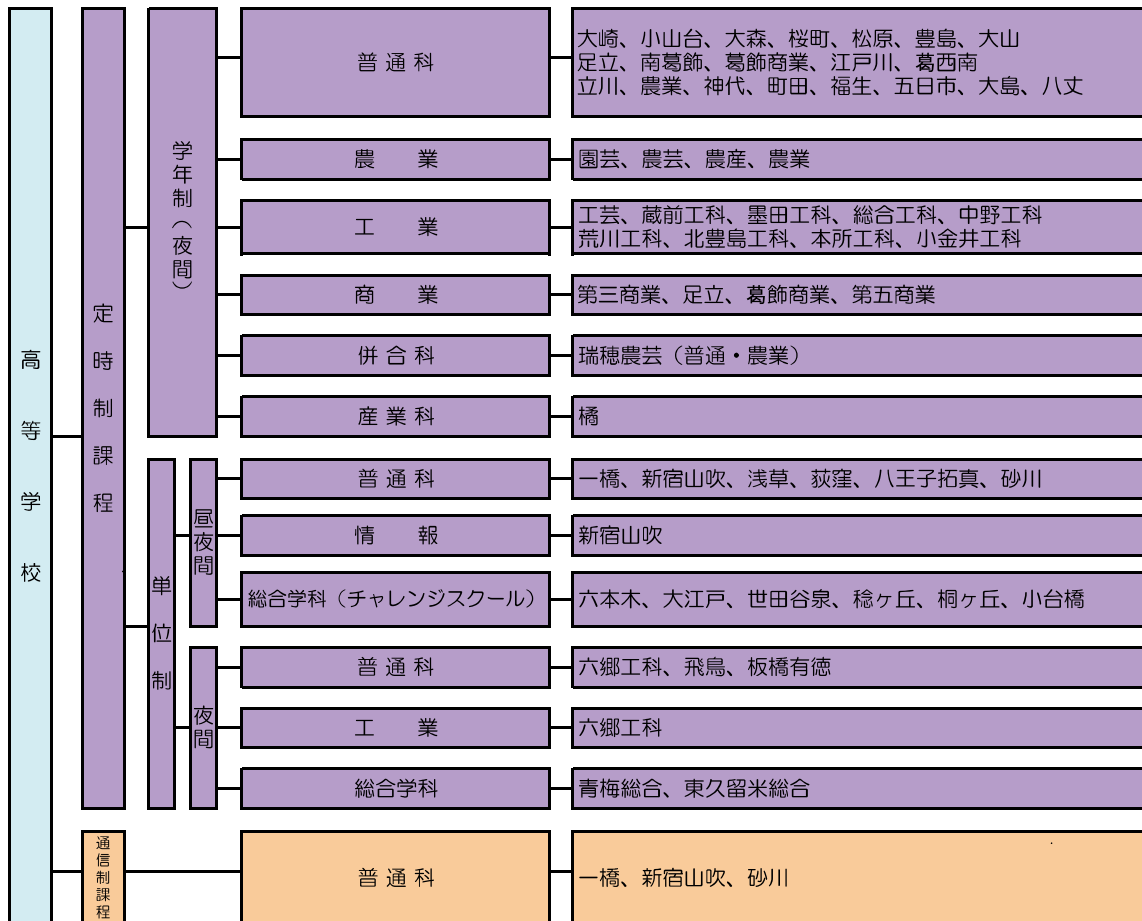 高等学校
定時制課程
学年制（夜間）
普通科
大崎、小山台、大森、桜町、松原、豊島、大山
足立、南葛飾、葛飾商業、江戸川、葛西南
立川、農業、神代、町田、福生、五日市、大島、八丈
農　業
園芸、農芸、農産、農業
工　業
工芸、蔵前工科、墨田工科、総合工科、中野工科
荒川工科、北豊島工科、本所工科、小金井工科
商　業
第三商業、足立、葛飾商業、第五商業
併合科
瑞穂農芸（普通・農業）
産業科
橘
単位制
昼夜間
普通科
一橋、新宿山吹、浅草、荻窪、八王子拓真、砂川
情　報
新宿山吹
総合学科（チャレンジスクール）
六本木、大江戸、世田谷泉、稔ヶ丘、桐ヶ丘、小台橋
夜間
普通科
六郷工科、飛鳥、板橋有徳
工　業
六郷工科
総合学科
青梅総合、東久留米総合
通信制課程
普通科
一橋、新宿山吹、砂川